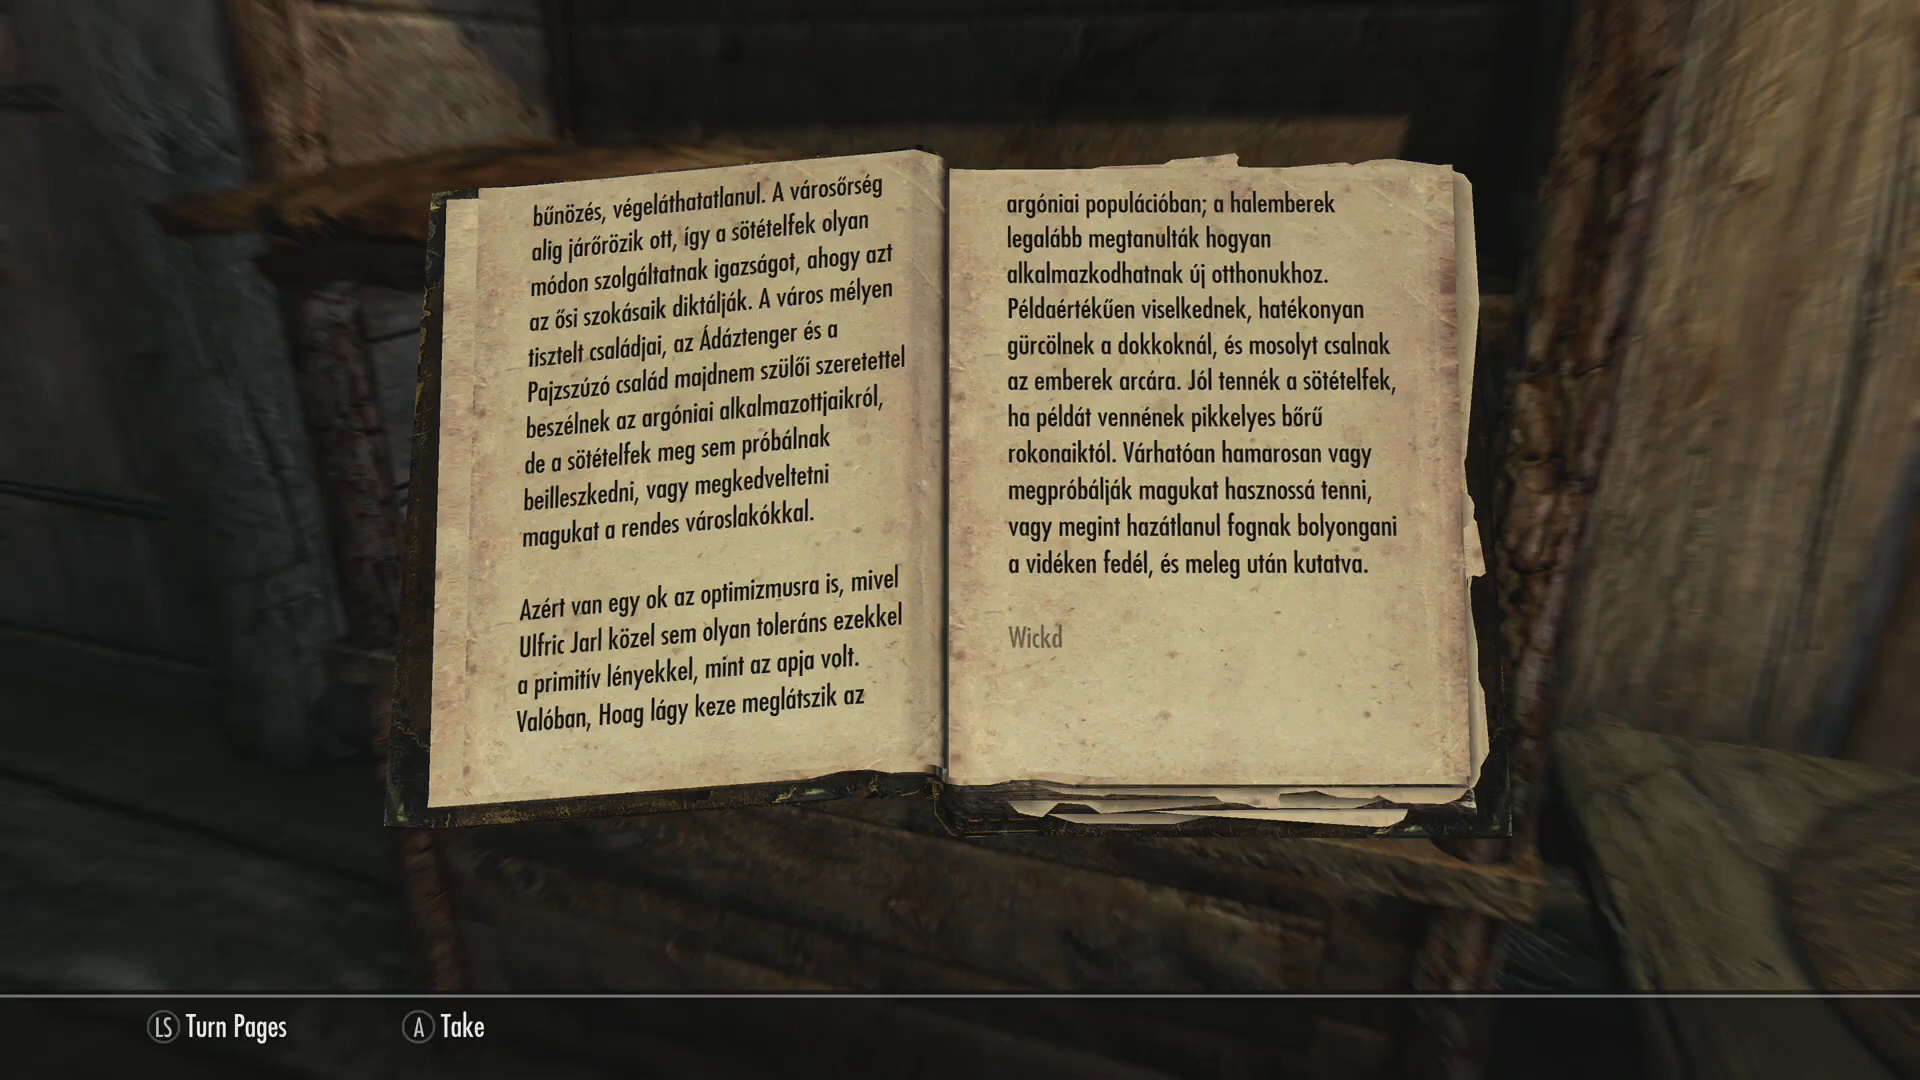 bűnözés, végeláthatatlanul. A városőrség
alig járőrözik ott, így a sötételfek olyan
módon szolgáltatnak igazságot, ahogy azt
az ősi szokásaik diktálják. A város mélyen
tisztelt családjai, az Ádáztenger és a
Pajzszúzó család majdnem szülői szeretettel
beszélnek az argóniai alkalmazottjaikról,
de a sötételfek meg sem próbálnak
beilleszkedni, vagy megkedveltetni
magukat a rendes városlakókkal.
Azért van egy ok az optimizmusra is, mivel
Ulfric Jarl közel sem olyan toleráns ezekkel
a primitív lényekkel, mint az apja volt.
Valóban, Hoag lágy keze meglátszik az
argóniai populációban; a halemberek
legalább megtanulták hogyan
alkalmazkodhatnak új otthonukhoz.
Példaértékűen viselkednek, hatékonyan
gürcölnek a dokkoknál, és mosolyt csalnak
az emberek arcára. Jól tennék a sötételfek,
ha példát vennének pikkelyes bőrű
rokonaiktól. Várhatóan hamarosan vagy
megpróbálják magukat hasznossá tenni,
vagy megint hazátlanul fognak bolyongani
a vidéken fedél, és meleg után kutatva.
Wickd
LS Turn Pages
A Take